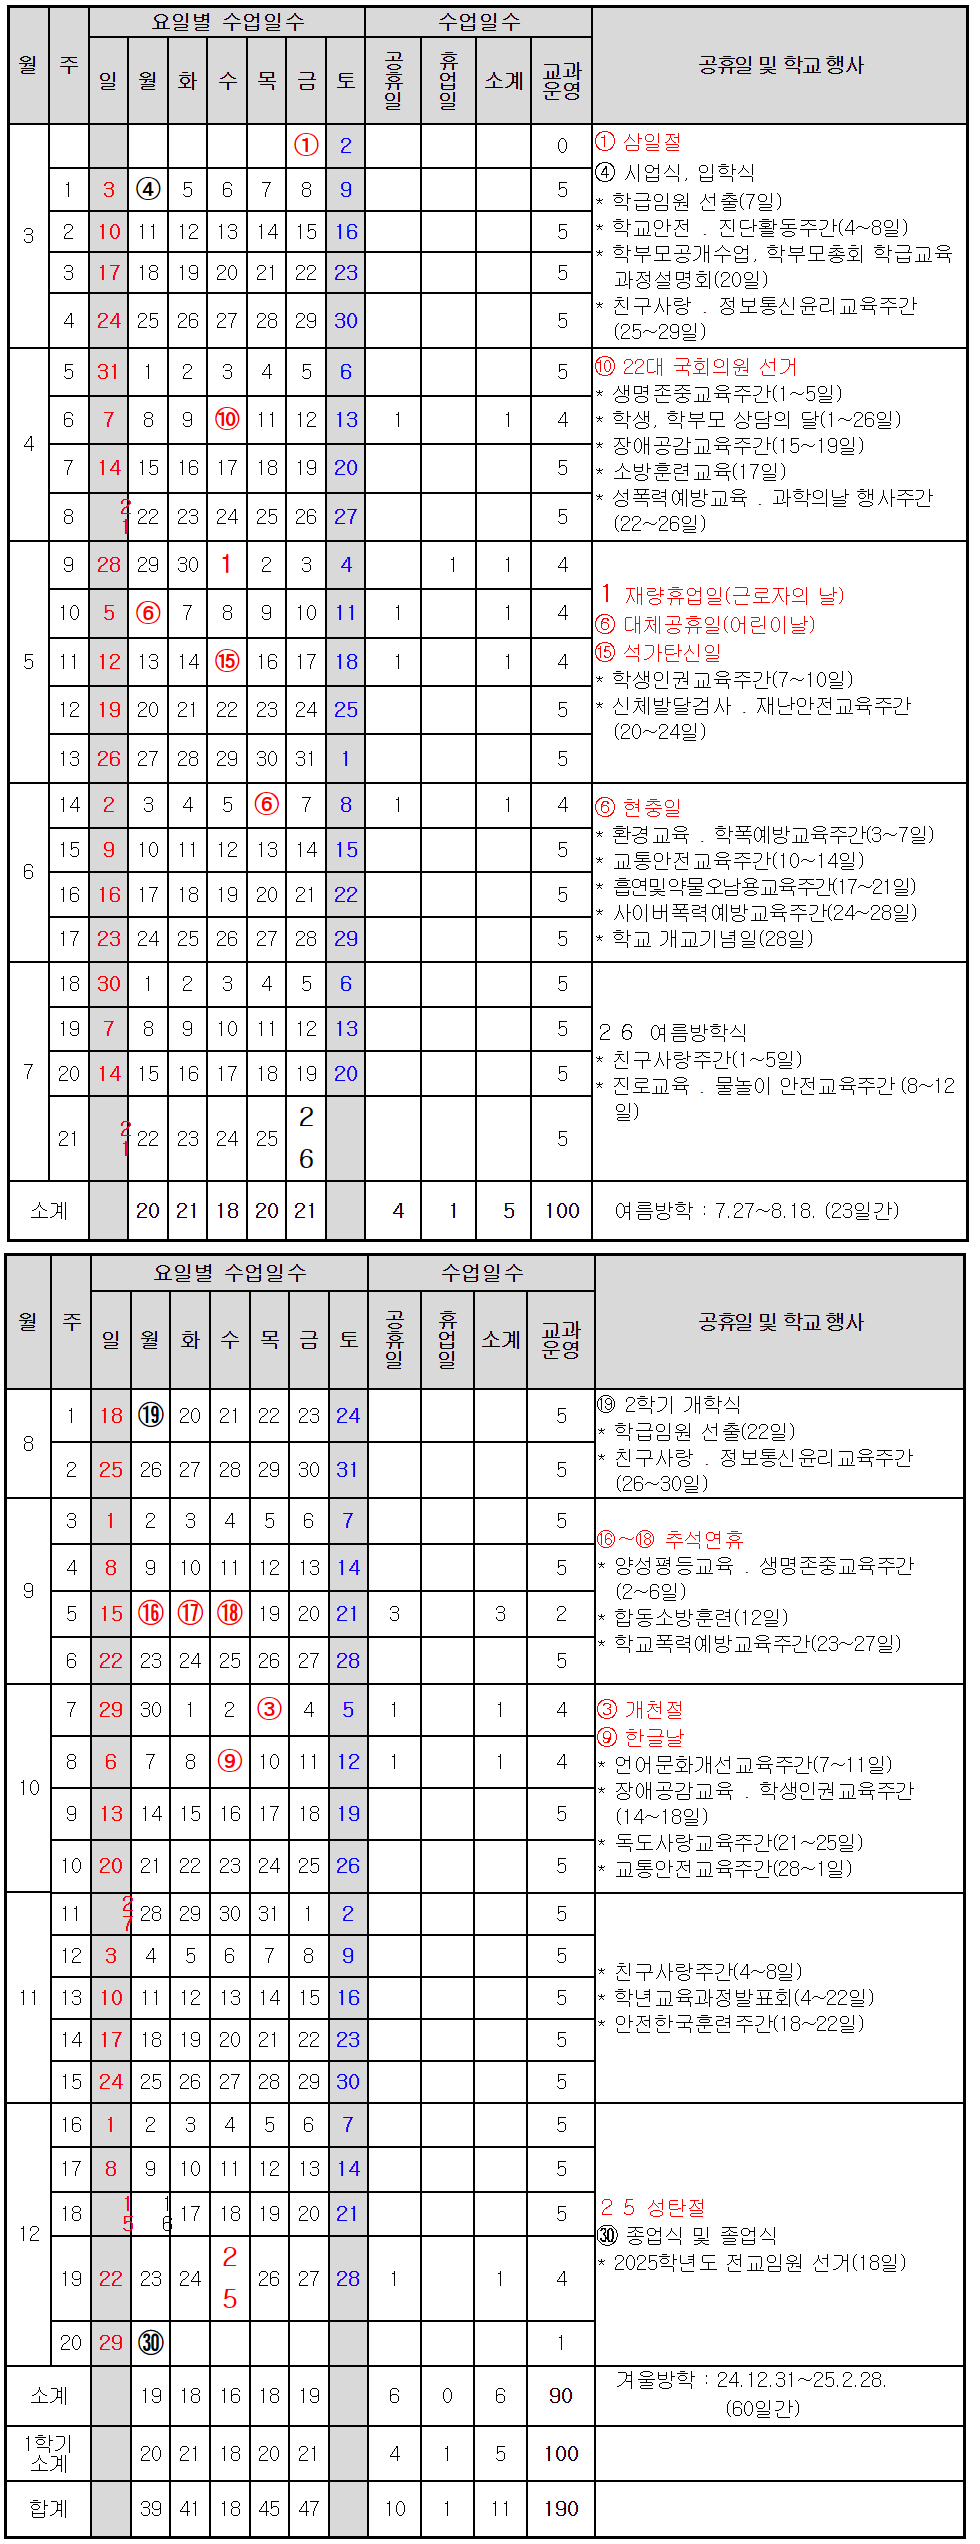 월 주 요일별 수업일수 수업일수 공휴일 및 학교 행사
일 월 화 수 목 금 토 공휴일 휴업일 소계 교과운영
3
① 2 0
1 3 ④ 5 6 7 8 9 5
2 10 11 12 13 14 15 16 5
3 17 18 19 20 21 22 23 5
4 24 25 26 27 28 29 30 5
① 삼일절
④ 시업식, 입학식
* 학급임원 선출(7일)
* 학교안전 . 진단활동주간(4~8일)
* 학부모공개수업, 학부모총회 학급교육
과정설명회(20일)
* 친구사랑 . 정보통신윤리교육주간
(25~29일)
4
5 31 1 2 3 4 5 6 5
6 7 8 9 ⑩ 11 12 13 1 1 4
7 14 15 16 17 18 19 20 5
8 21 22 23 24 25 26 27 5
⑩ 22대 국회의원 선거
* 생명존중교육주간(1~5일)
* 학생, 학부모 상담의 달(1~26일)
* 장애공감교육주간(15~19일)
* 소방훈련교육(17일)
* 성폭력예방교육 . 과학의날 행사주간
(22~26일)
5
9 28 29 30 1 2 3 4 1 1 4
10 5 ⑥ 7 8 9 10 11 1 1 4
11 12 13 14 ⑮ 16 17 18 1 1 4
12 19 20 21 22 23 24 25 5
13 26 27 28 29 30 31 1 5
1 재량휴업일(근로자의 날)
⑥ 대체공휴일(어린이날)
⑮ 석가탄신일
* 학생인권교육주간(7~10일)
* 신체발달검사 . 재난안전교육주간
(20~24일)
6
14 2 3 4 5 ⑥ 7 8 1 1 4
15 9 10 11 12 13 14 15 5
16 16 17 18 19 20 21 22 5
17 23 24 25 26 27 28 29 5
⑥ 현충일
* 환경교육 . 학폭예방교육주간(3~7일)
* 교통안전교육주간(10~14일)
* 흡연및약물오남용교육주간(17~21일)
* 사이버폭력예방교육주간(24~28일)
* 학교 개교기념일(28일)
7
18 30 1 2 3 4 5 6 5
19 7 8 9 10 11 12 13 5
20 14 15 16 17 18 19 20 5
21 21 22 23 24 25 26 5
２６ 여름방학식
* 친구사랑주간(1~5일)
* 진로교육 . 물놀이 안전교육주간 (8~12
일)
소계 20 21 18 20 21 4 1 5 100 여름방학 : 7.27~8.18. (23일간)
월 주 요일별 수업일수 수업일수 공휴일 및 학교 행사
일 월 화 수 목 금 토 공휴일 휴업일 소계 교과운영
8
1 18 ⑲ 20 21 22 23 24 5
2 25 26 27 28 29 30 31 5
⑲ 2학기 개학식
* 학급임원 선출(22일)
* 친구사랑 . 정보통신윤리교육주간
(26~30일)
9
3 1 2 3 4 5 6 7 5
4 8 9 10 11 12 13 14 5
5 15 ⑯ ⑰ ⑱ 19 20 21 3 3 2
6 22 23 24 25 26 27 28 5
⑯~⑱ 추석연휴
* 양성평등교육 . 생명존중교육주간
(2~6일)
* 합동소방훈련(12일)
* 학교폭력예방교육주간(23~27일)
10
7 29 30 1 2 ③ 4 5 1 1 4
8 6 7 8 ⑨ 10 11 12 1 1 4
9 13 14 15 16 17 18 19 5
10 20 21 22 23 24 25 26 5
③ 개천절
⑨ 한글날
* 언어문화개선교육주간(7~11일)
* 장애공감교육 . 학생인권교육주간
(14~18일)
* 독도사랑교육주간(21~25일)
* 교통안전교육주간(28~1일)
11
11 27 28 29 30 31 1 2 5
12 3 4 5 6 7 8 9 5
13 10 11 12 13 14 15 16 5
14 17 18 19 20 21 22 23 5
15 24 25 26 27 28 29 30 5
* 친구사랑주간(4~8일)
* 학년교육과정발표회(4~22일)
* 안전한국훈련주간(18~22일)
12
16 1 2 3 4 5 6 7 5
17 8 9 10 11 12 13 14 5
18 15 16 17 18 19 20 21 5
19 22 23 24 25 26 27 28 1 1 4
20 29 ㉚ 1
２５ 성탄절
㉚ 종업식 및 졸업식
* 2025학년도 전교임원 선거(18일)
소계 19 18 16 18 19 6 0 6 90 겨울방학 : 24.12.31~25.2.28.
(60일간)
1학기
소계 20 21 18 20 21 4 1 5 100
합계 39 41 18 45 47 10 1 11 190